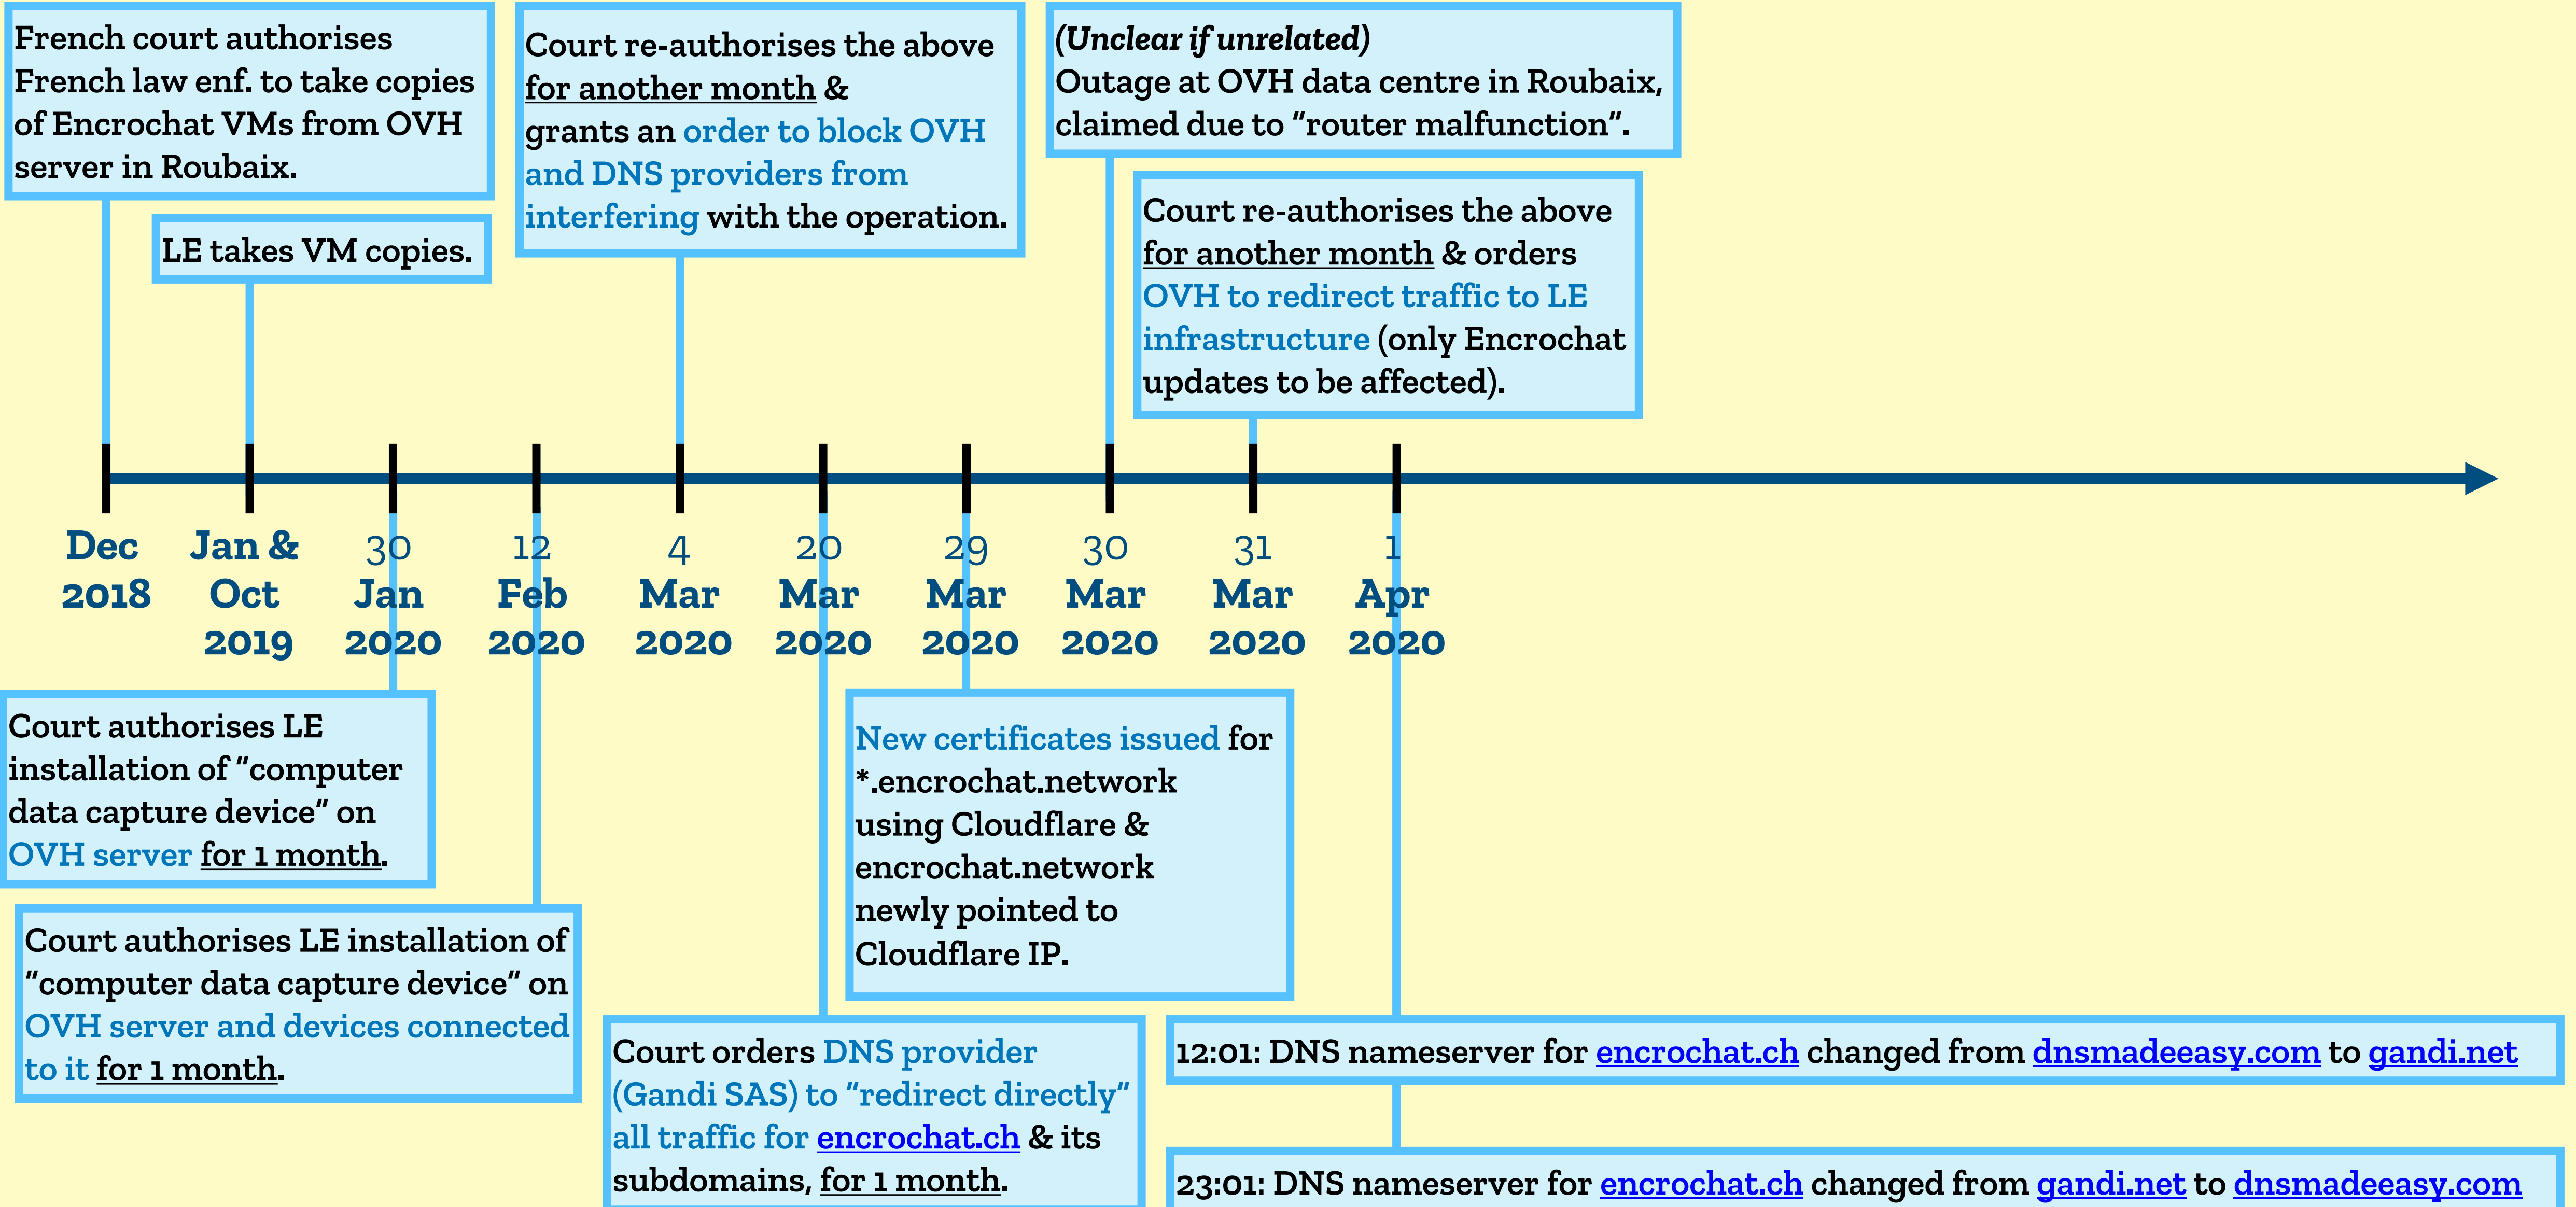 French court authorises
French law enf. to take copies
of Encrochat VMs from OVH
server in Roubaix.
LE takes VM copies.
Court re-authorises the above
for another month &
grants an order to block OVH
and DNS providers from
interfering with the operation.
(Unclear if unrelated)
Outage at OVH data centre in Roubaix,
claimed due to "router malfunction".
Court re-authorises the above
for another month & orders
OVH to redirect traffic to LE
infrastructure (only Encrochat
updates to be affected).
Dec
2018
Jan &
Oct
2019
30
Jan
2020
12
Feb
2020
4
Mar
2020
20
Mar
2020
29
Mar
2020
30
Mar
2020
31
Mar
2020
1
Apr
2020
Court authorises LE
installation of "computer
data capture device" on
OVH server for 1 month.
Court authorises LE installation of
"computer data capture device" on
OVH server and devices connected
to it for 1 month.
Court orders DNS provider
(Gandi SAS) to "redirect directly"
all traffic for encrochat.ch & its
subdomains, for 1 month.
New certificates issued for
*.encrochat.network
using Cloudflare &
encrochat.network
newly pointed to
Cloudflare IP.
12:01: DNS nameserver for encrochat.ch changed from dnsmadeeasy.com to gandi.net
23:01: DNS nameserver for encrochat.ch changed from gandi.net to dnsmadeeasy.com